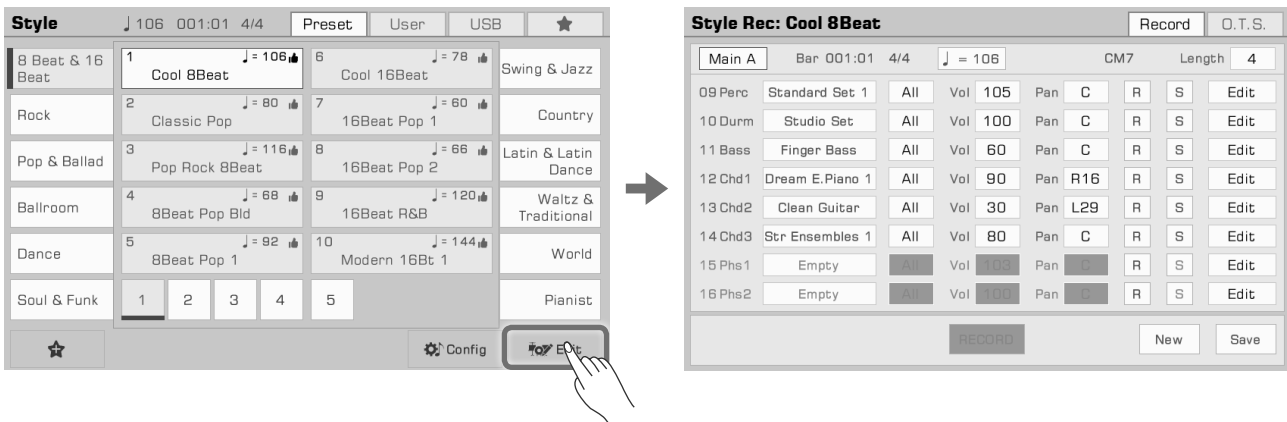 Style ♩ 106 001:01 4/4 Preset User USB
8 Beat & 16 Beat
Rock
Pop & Ballad
Ballroom
Dance
Soul & Funk
1 ♩= 106
Cool 8Beat
2 ♩= 80
Classic Pop
3 ♩= 116
Pop Rock 8Beat
4 ♩= 68
8Beat Pop Bld
5 ♩= 92
8Beat Pop 1
6 ♩= 78
Cool 16Beat
7 ♩= 60
16Beat Pop 1
8 ♩= 66
16Beat Pop 2
9 ♩= 120
16Beat R&B
10 ♩= 144
Modern 16Bt 1
1 2 3 4 5
Swing & Jazz
Country
Latin & Latin
Dance
Waltz &
Traditional
World
Pianist
Config Edit
Style Rec: Cool 8Beat Record O.T.S.
Main A Bar 001:01 4/4 ♩ = 106 CM7 Length 4
09 Perc Standard Set 1 All Vol 105 Pan C R S Edit
10 Durm Studio Set All Vol 100 Pan C R S Edit
11 Bass Finger Bass All Vol 60 Pan C R S Edit
12 Chd1 Dream E.Piano 1 All Vol 90 Pan R16 R S Edit
13 Chd2 Clean Guitar All Vol 30 Pan L29 R S Edit
14 Chd3 Str Ensembles 1 All Vol 80 Pan C R S Edit
15 Phs1 Empty All Vol 103 Pan C R S Edit
16 Phs2 Empty All Vol 100 Pan C R S Edit
RECORD New Save